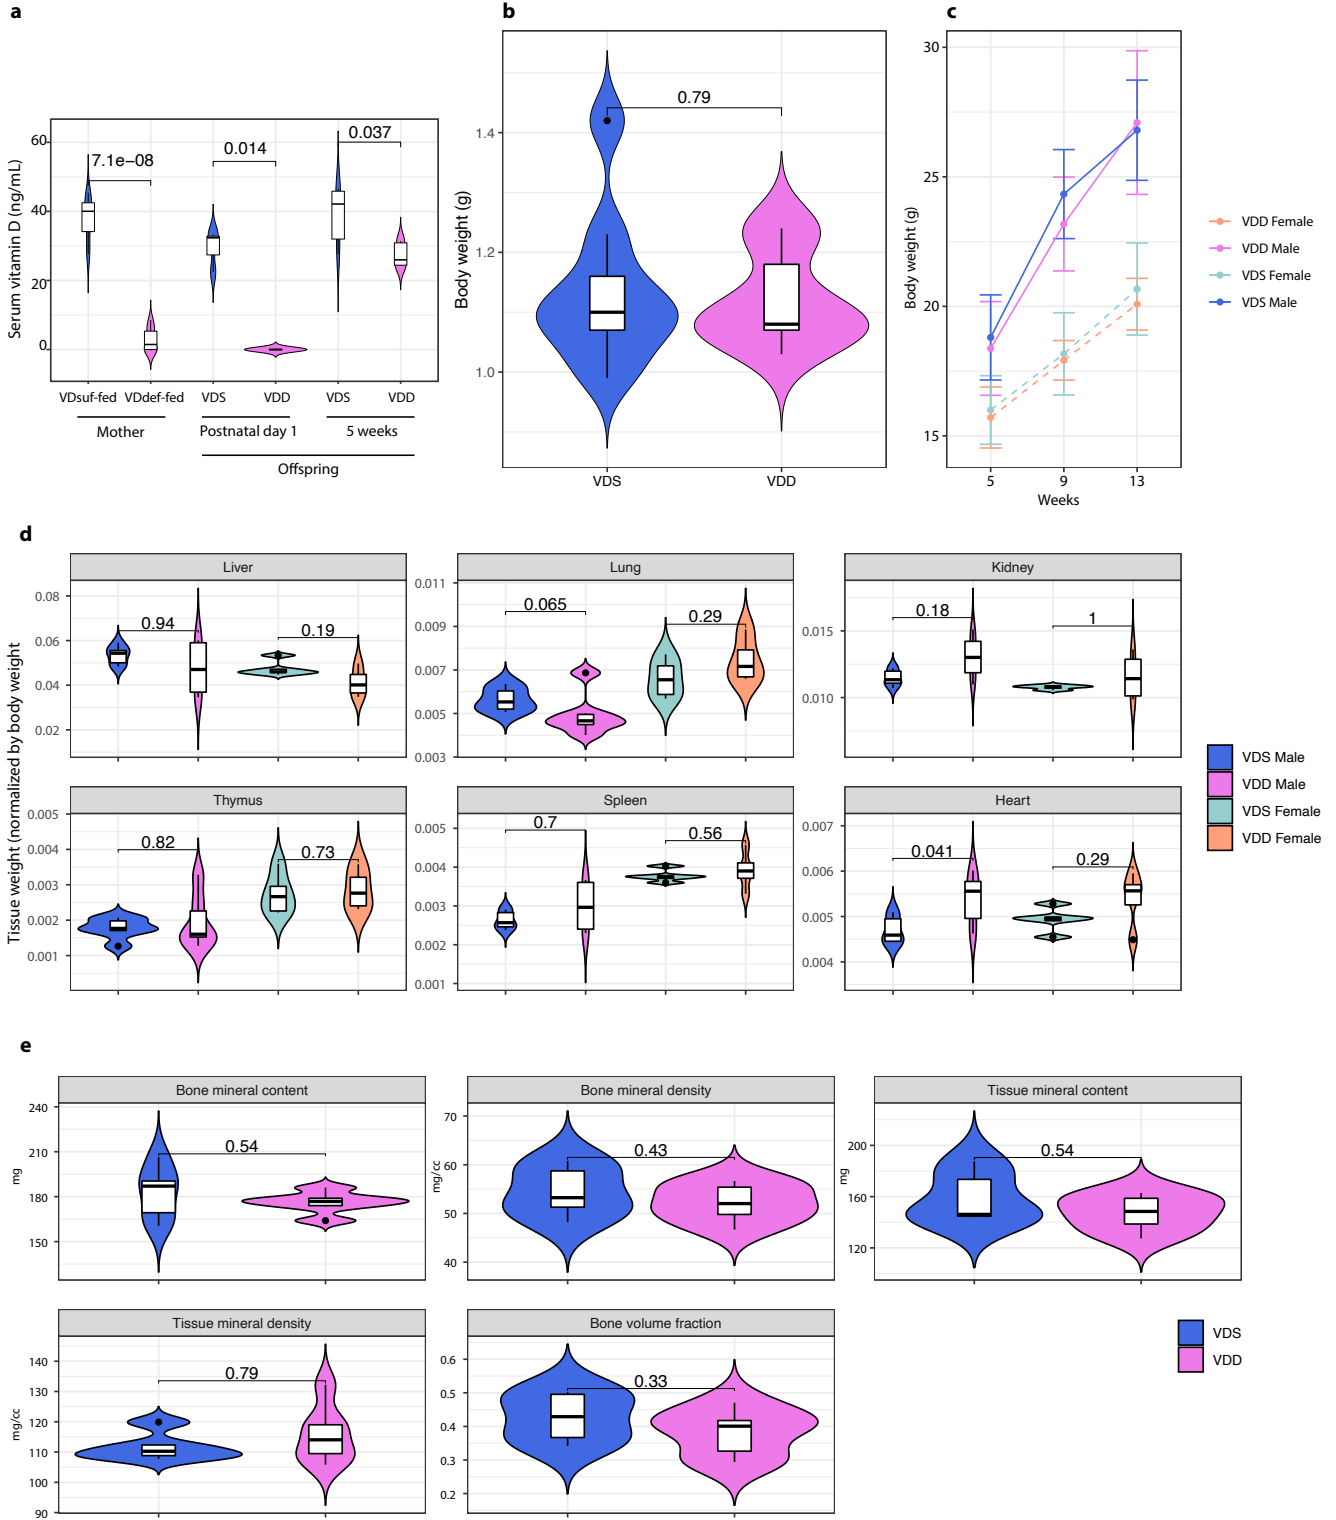 a
Serum vitamin D (ng/mL)
60
40
20
0
7.1e−08
0.014
0.037
VDsuf-fed VDdef-fed VDS VDD VDS VDD
Mother Postnatal day 1 5 weeks
Offspring
b
Body weight (g)
1.4
1.2
1.0
0.79
VDS VDD
c
Body weight (g)
30
25
20
15
5 9 13
Weeks
VDD Female
VDD Male
VDS Female
VDS Male
d
Tissue weight (normalized by body weight
Liver
0.08
0.06
0.04
0.02
0.94
0.19
Lung
0.011
0.009
0.007
0.005
0.003
0.065
0.29
Kidney
0.015
0.010
0.18
1
Thymus
0.005
0.004
0.003
0.002
0.001
0.82
0.73
Spleen
0.005
0.004
0.003
0.002
0.001
0.7
0.56
Heart
0.007
0.006
0.005
0.004
0.041
0.29
VDS Male
VDD Male
VDS Female
VDD Female
e
Bone mineral content
mg
240
210
180
150
0.54
Bone mineral density
mg/cc
70
60
50
40
0.43
Tissue mineral content
mg
200
160
120
0.54
Tissue mineral density
mg/cc
140
130
120
110
100
90
0.79
Bone volume fraction
0.6
0.5
0.4
0.3
0.2
0.33
VDS
VDD